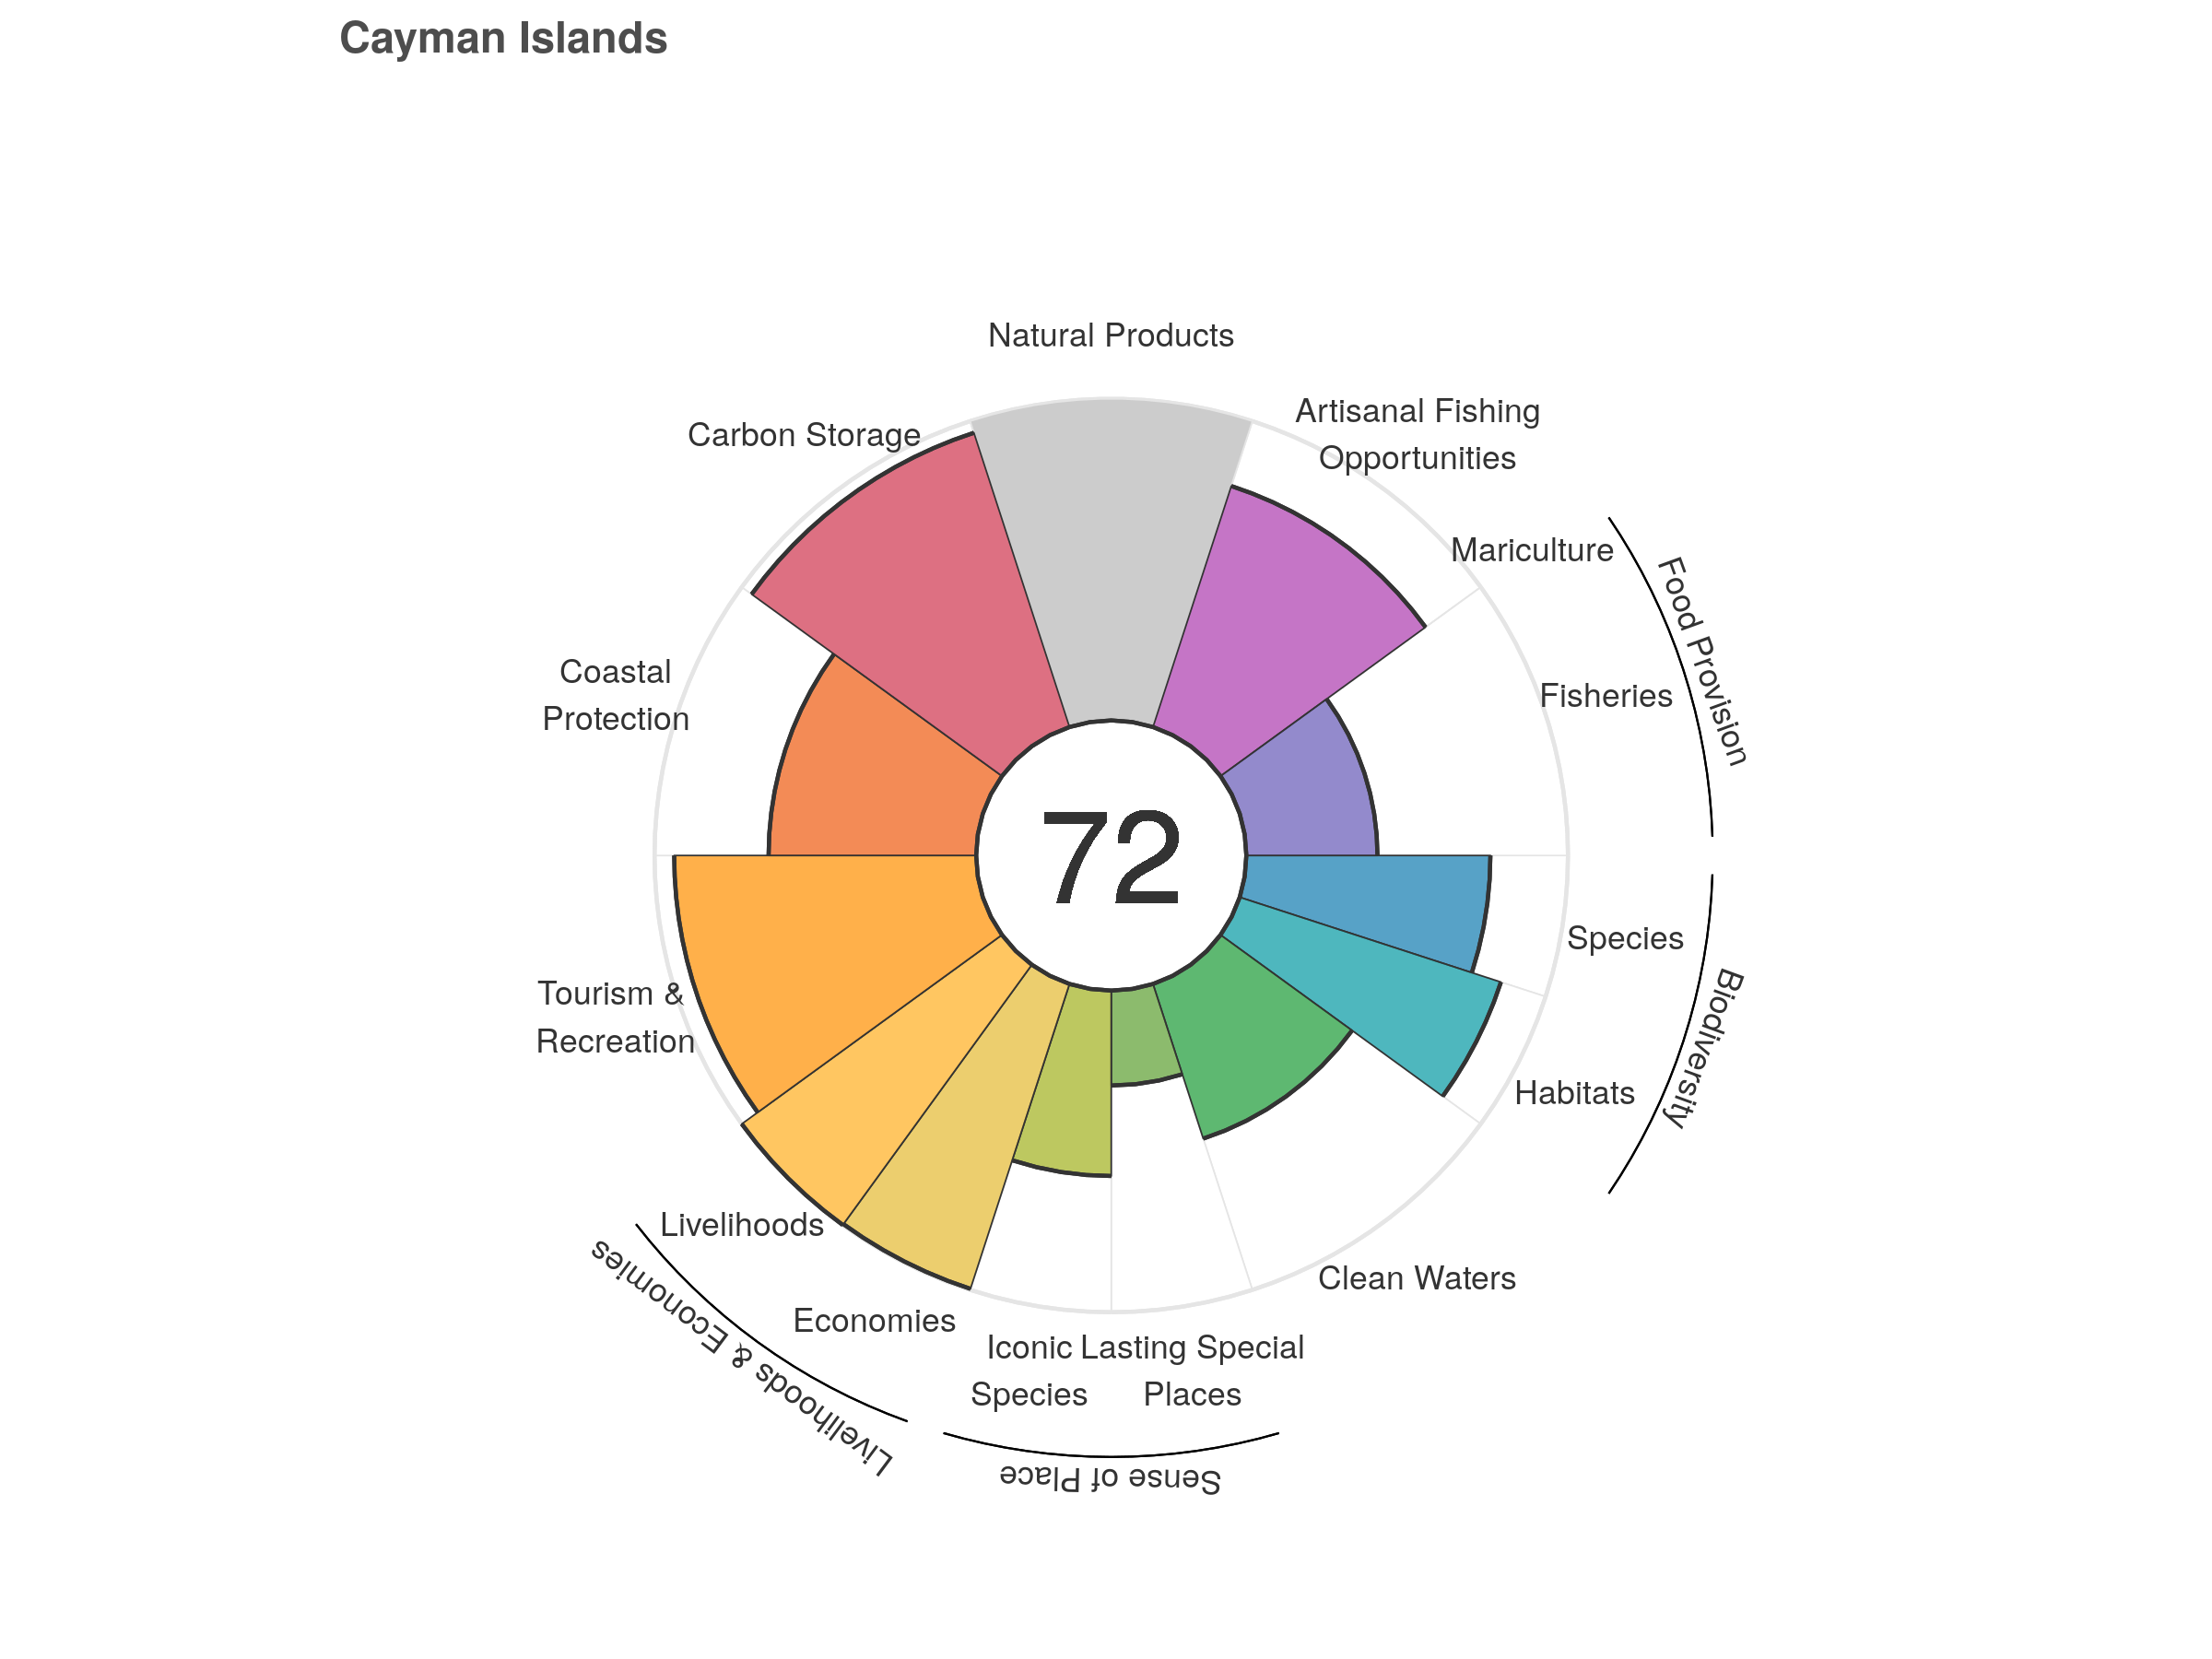 Cayman Islands
Natural Products
Artisanal Fishing
Opportunities
Carbon Storage
Mariculture
Food Provision
Fisheries
Coastal
Protection
72
Species
Biodiversity
Tourism &
Recreation
Habitats
Livelihoods
Clean Waters
Economies
Livelihoods & Economies
Iconic
Species
Lasting Special
Places
Sense of Place